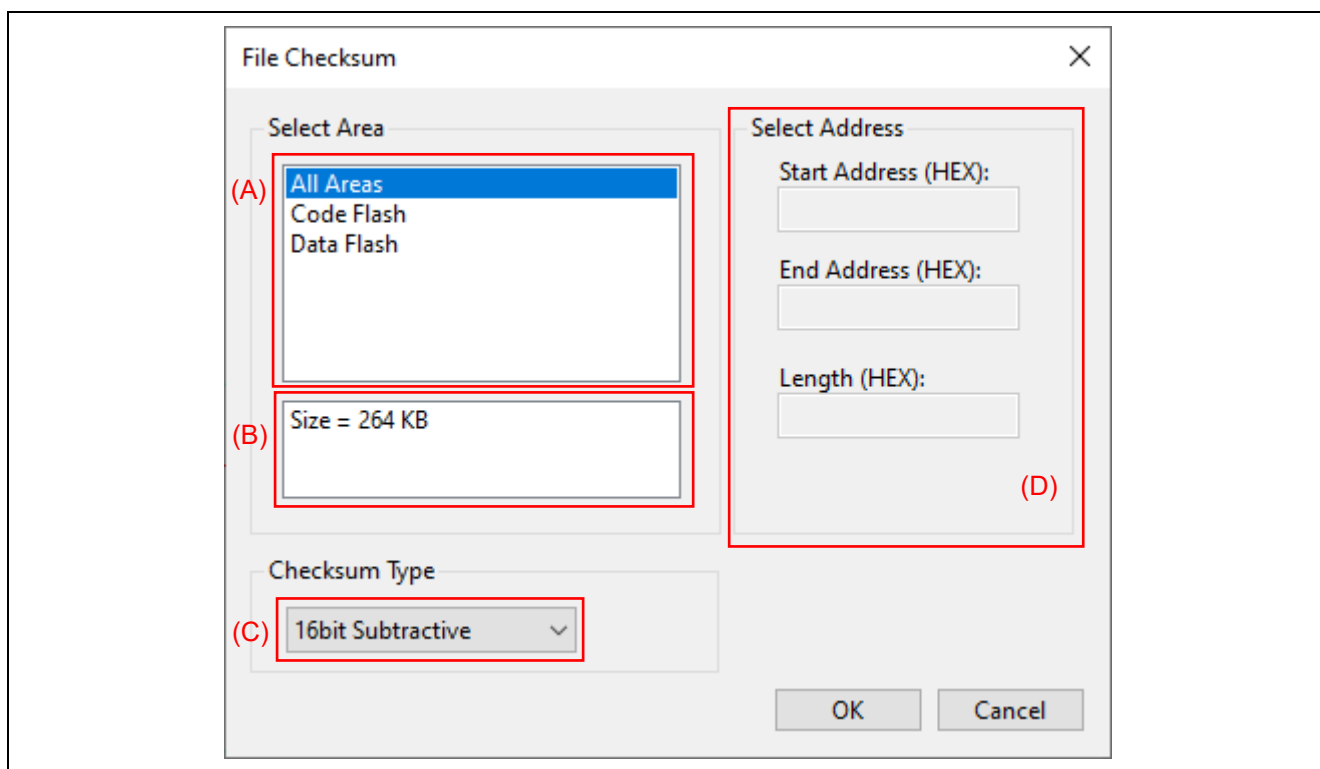 File Checksum
Select Area
(A)
All Areas
Code Flash
Data Flash
(B)
Size = 264 KB
Checksum Type
(C)
16bit Subtractive
Select Address
Start Address (HEX):
End Address (HEX):
Length (HEX):
(D)
OK
Cancel